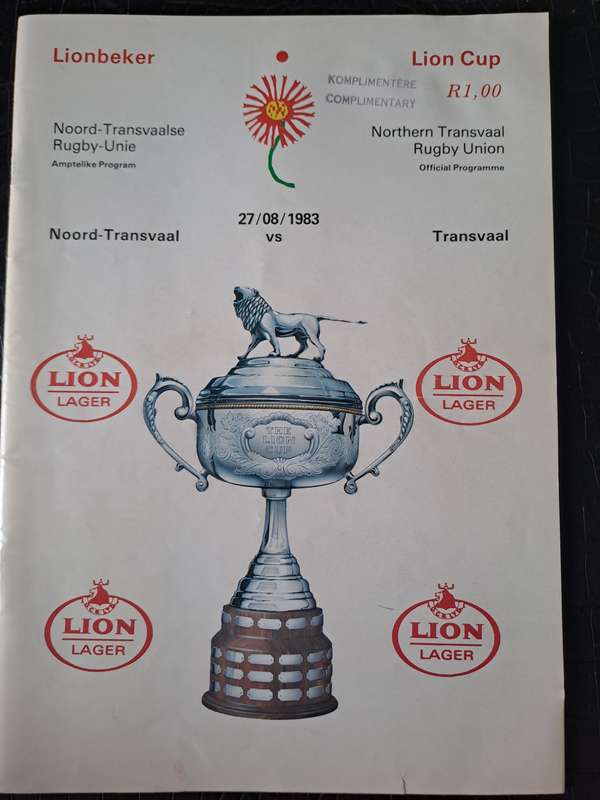 Lionbeker
Lion Cup
KOMPLIMENTÊRE
COMPLIMENTARY
R1,00
Noord-Transvaalse
Rugby-Unie
Amptelike Program
Northern Transvaal
Rugby Union
Official Programme
27/08/1983
Noord-Transvaal
vs
Transvaal
LION
LAGER
LION
LAGER
THE
LION
CUP
LION
LAGER
LION
LAGER